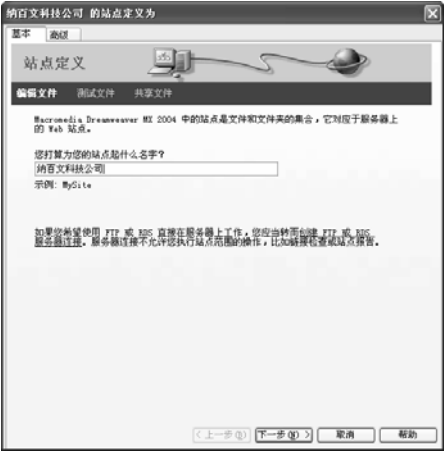 纳百文科技公司 的站点定义为
基本 高级
站点定义
编辑文件 测试文件 共享文件
Macromedia Dreamweaver MX 2004 中的站点是文件和文件夹的集合，它对应于服务器上
的 Web 站点。
您打算为您的站点起什么名字？
纳百文科技公司
示例: MySite
如果您希望使用 FTP 或 RDS 直接在服务器上工作，您应当转而创建 FTP 或 RDS
服务器连接。服务器连接不允许您执行站点范围的操作，比如链接检查或站点报告。
< 上一步(B) 下一步(N) > 取消 帮助